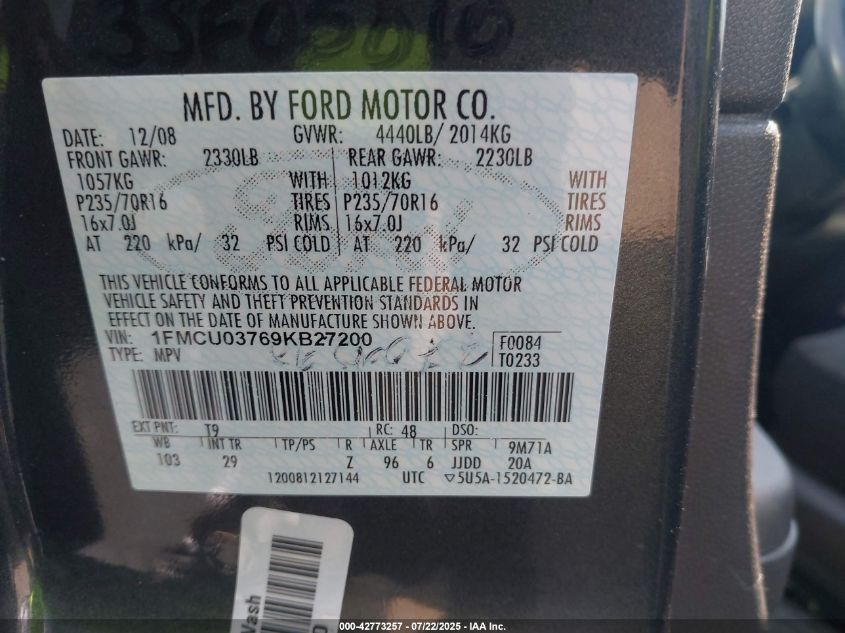 33F05010
MFD. BY FORD MOTOR CO.
DATE: 12/08 GVWR: 4440LB/ 2014KG
FRONT GAWR: 2330LB REAR GAWR: 2230LB
1057KG WITH 1012KG WITH
P235/70R16 TIRES P235/70R16 TIRES
16x7.0J RIMS 16x7.0J RIMS
AT 220 kPa/ 32 PSI COLD AT 220 kPa/ 32 PSI COLD
THIS VEHICLE CONFORMS TO ALL APPLICABLE FEDERAL MOTOR
VEHICLE SAFETY AND THEFT PREVENTION STANDARDS IN
EFFECT ON THE DATE OF MANUFACTURE SHOWN ABOVE.
VIN: 1FMCU03769KB27200 F0084
TYPE: MPV T0233
EXT PNT: T9 RC: 48 DSO:
WB INT TR TP/PS R AXLE TR SPR 9M71A
103 29 Z 96 6 JJDD 20A
1200812127144 UTC ▽5U5A-1520472-BA
Wash
000-42773257 - 07/22/2025 - IAA Inc.